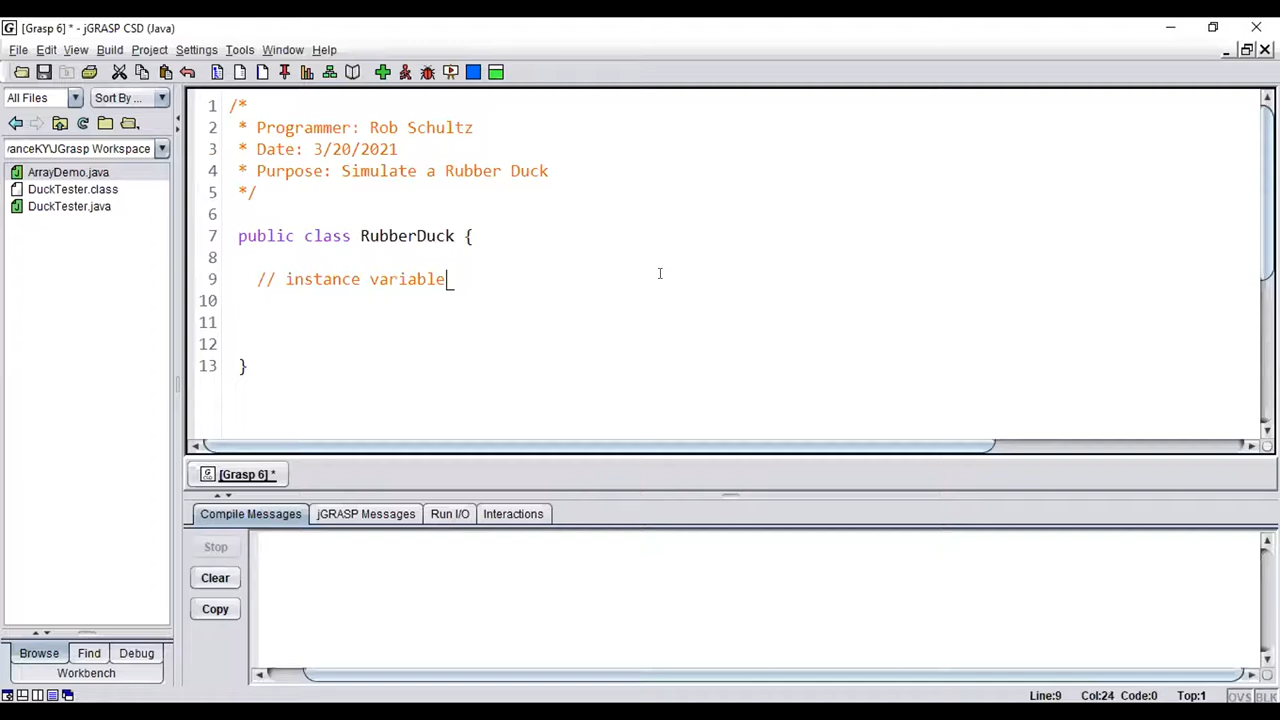 [Grasp 6] * - jGRASP CSD (Java)
File Edit View Build Project Settings Tools Window Help
All Files Sort By ...
ranceKY\JGrasp Workspace
ArrayDemo.java
DuckTester.class
DuckTester.java
1 /*
2 * Programmer: Rob Schultz
3 * Date: 3/20/2021
4 * Purpose: Simulate a Rubber Duck
5 */
6
7 public class RubberDuck {
8
9 // instance variable
10
11
12
13 }
[Grasp 6] *
Compile Messages jGRASP Messages Run I/O Interactions
Stop
Clear
Copy
Browse Find Debug
Workbench
Line:9 Col:24 Code:0 Top:1 OVS BLK